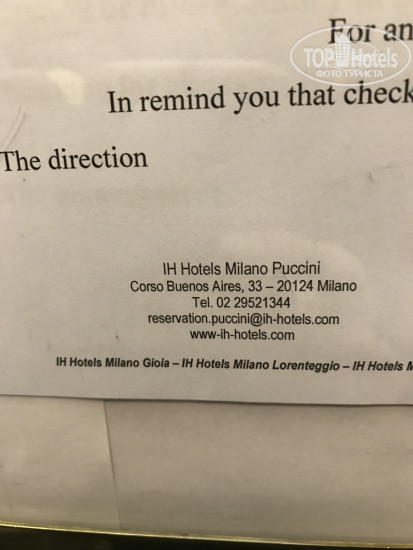 For an
TOP Hotels
ФОТО ТУРИСТА
In remind you that check
The direction
IH Hotels Milano Puccini
Corso Buenos Aires, 33 – 20124 Milano
Tel. 02 29521344
reservation.puccini@ih-hotels.com
www-ih-hotels.com
IH Hotels Milano Gioia – IH Hotels Milano Lorenteggio – IH Hotels M